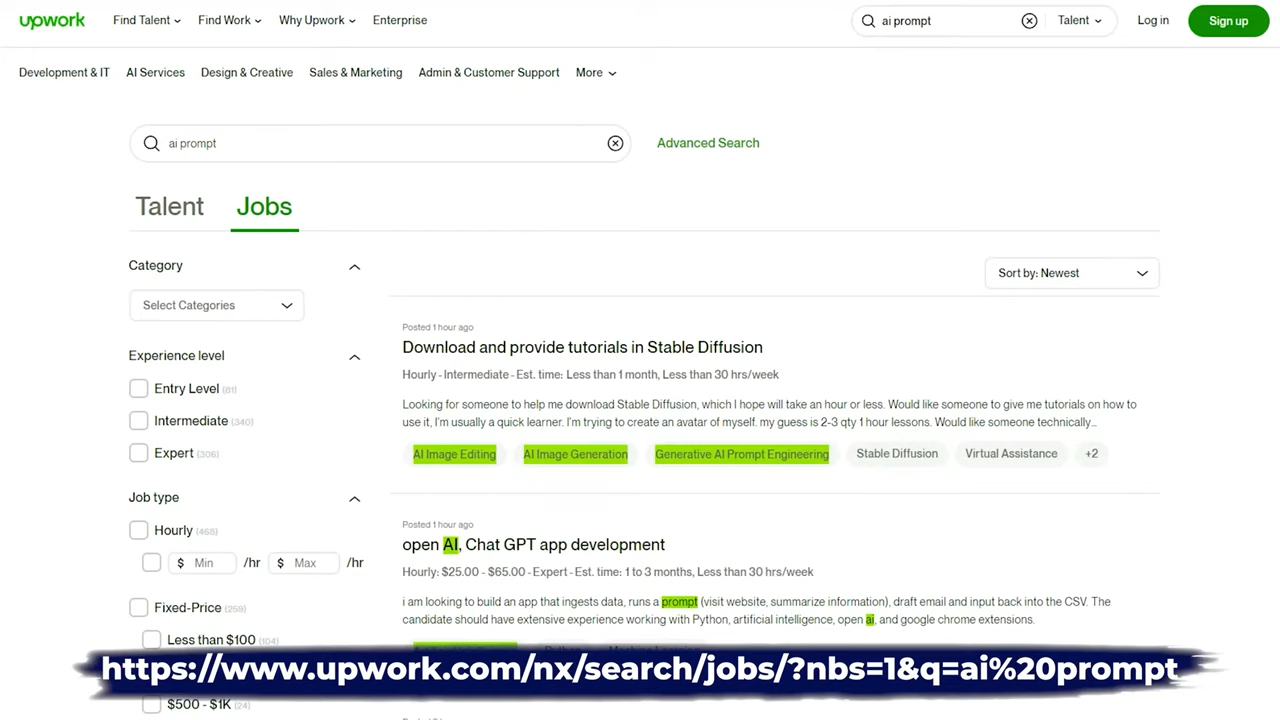 upwork Find Talent Find Work Why Upwork Enterprise ai prompt Talent Log in Sign up
Development & IT AI Services Design & Creative Sales & Marketing Admin & Customer Support More
ai prompt Advanced Search
Talent Jobs
Category
Select Categories
Sort by: Newest
Experience level
Entry Level (81)
Intermediate (340)
Expert (306)
Job type
Hourly (468)
$ Min /hr $ Max /hr
Fixed-Price (259)
Less than $100 (104)
$500 - $1K (24)
Posted 1 hour ago
Download and provide tutorials in Stable Diffusion
Hourly - Intermediate - Est. time: Less than 1 month, Less than 30 hrs/week
Looking for someone to help me download Stable Diffusion, which I hope will take an hour or less. Would like someone to give me tutorials on how to
use it, I'm usually a quick learner. I'm trying to create an avatar of myself. my guess is 2-3 qty 1 hour lessons. Would like someone technically...
AI Image Editing AI Image Generation Generative AI Prompt Engineering Stable Diffusion Virtual Assistance +2
Posted 1 hour ago
open AI, Chat GPT app development
Hourly: $25.00 - $65.00 - Expert - Est. time: 1 to 3 months, Less than 30 hrs/week
i am looking to build an app that ingests data, runs a prompt (visit website, summarize information), draft email and input back into the CSV. The
candidate should have extensive experience working with Python, artificial intelligence, open ai, and google chrome extensions.
https://www.upwork.com/nx/search/jobs/?nbs=1&q=ai%20prompt